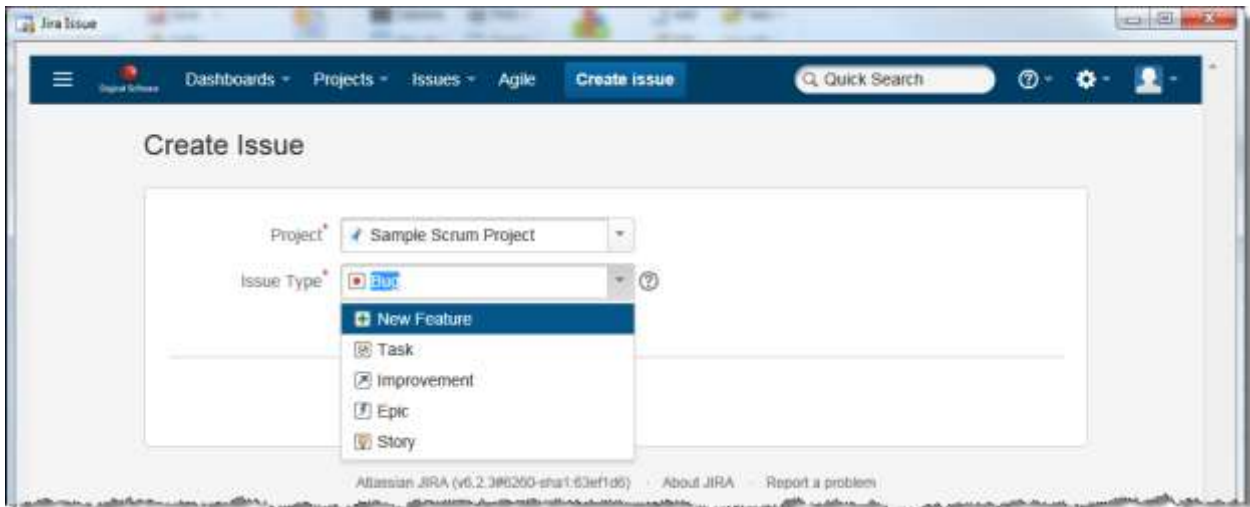 Jira Issue
Dashboards Projects Issues Agile Create issue Quick Search
Create Issue
Project* Sample Scrum Project
Issue Type* Bug
New Feature
Task
Improvement
Epic
Story
Atlassian JIRA (v6.2.3#6260-sha1:63ef1d6) · About JIRA · Report a problem